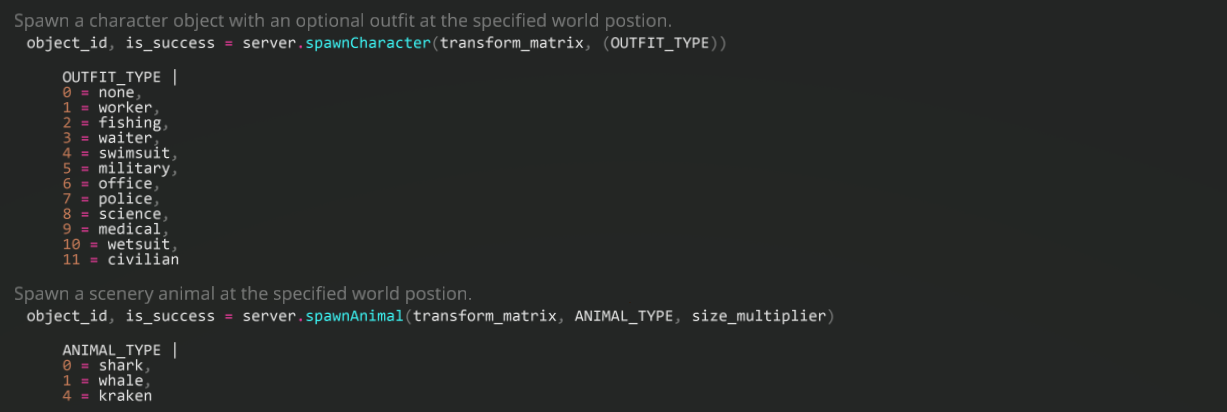 Spawn a character object with an optional outfit at the specified world postion.
object_id, is_success = server.spawnCharacter(transform_matrix, (OUTFIT_TYPE))
OUTFIT_TYPE |
0 = none,
1 = worker,
2 = fishing,
3 = waiter,
4 = swimsuit,
5 = military,
6 = office,
7 = police,
8 = science,
9 = medical,
10 = wetsuit,
11 = civilian
Spawn a scenery animal at the specified world postion.
object_id, is_success = server.spawnAnimal(transform_matrix, ANIMAL_TYPE, size_multiplier)
ANIMAL_TYPE |
0 = shark,
1 = whale,
4 = kraken